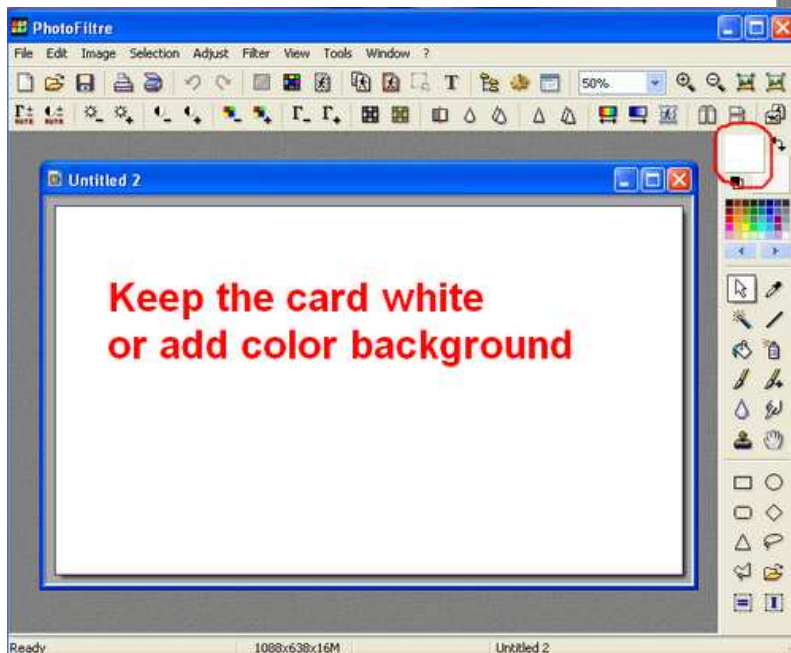 PhotoFiltre
File Edit Image Selection Adjust Filter View Tools Window ?
T 50%
Untitled 2
Keep the card white
or add color background
Ready 1088x638x16M Untitled 2